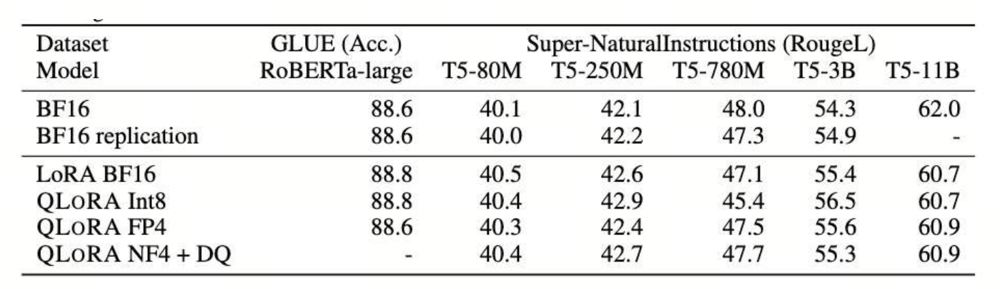 Dataset GLUE (Acc.) Super-NaturalInstructions (RougeL)
Model RoBERTa-large T5-80M T5-250M T5-780M T5-3B T5-11B
BF16 88.6 40.1 42.1 48.0 54.3 62.0
BF16 replication 88.6 40.0 42.2 47.3 54.9 -
LoRA BF16 88.8 40.5 42.6 47.1 55.4 60.7
QLORA Int8 88.8 40.4 42.9 45.4 56.5 60.7
QLORA FP4 88.6 40.3 42.4 47.5 55.6 60.9
QLORA NF4 + DQ - 40.4 42.7 47.7 55.3 60.9